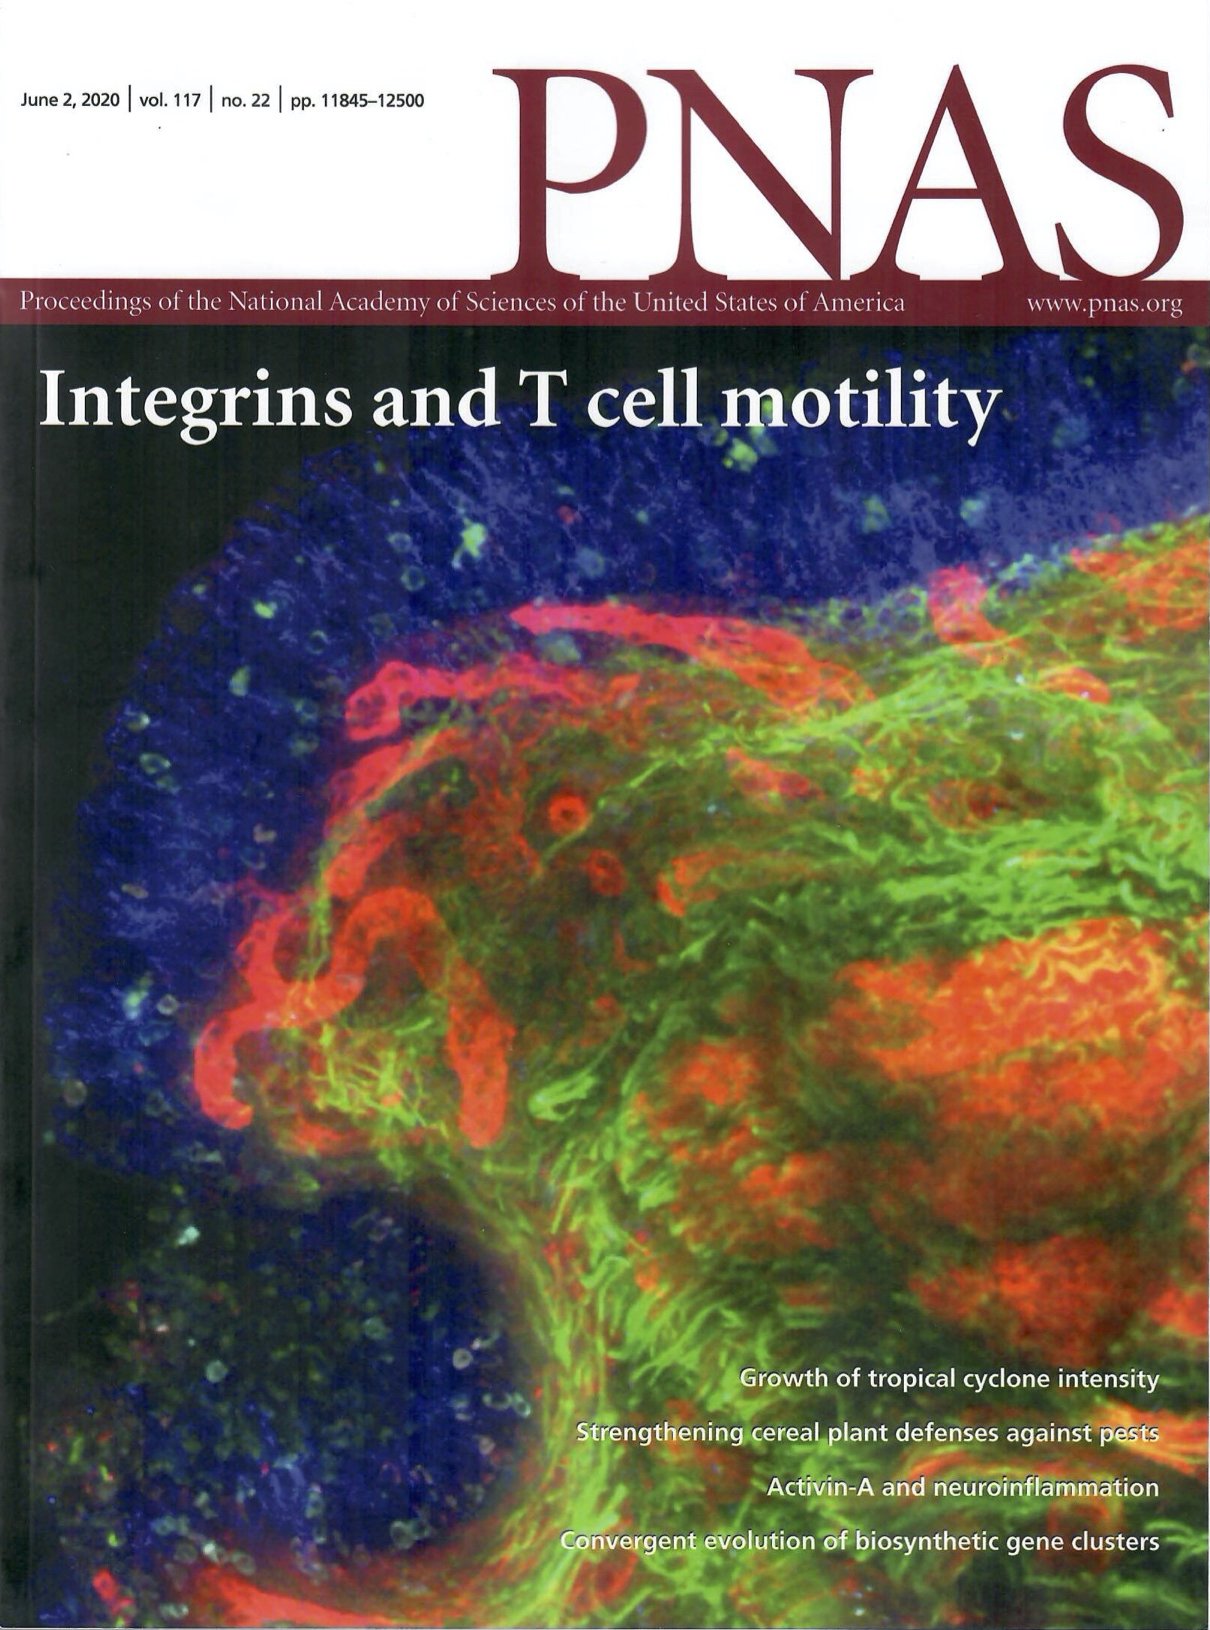 June 2, 2020 | vol. 117 | no. 22 | pp. 11845–12500
PNAS
Proceedings of the National Academy of Sciences of the United States of America www.pnas.org
Integrins and T cell motility
Growth of tropical cyclone intensity
Strengthening cereal plant defenses against pests
Activin-A and neuroinflammation
Convergent evolution of biosynthetic gene clusters